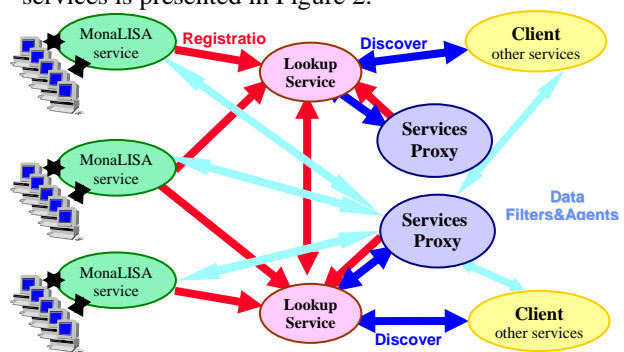 services is presented in Figure 2.
MonaLISA
service
Registratio
Lookup
Service
Discover
Client
other services
Services
Proxy
MonaLISA
service
Services
Proxy
Data
Filters&Agents
MonaLISA
service
Lookup
Service
Discover
Client
other services